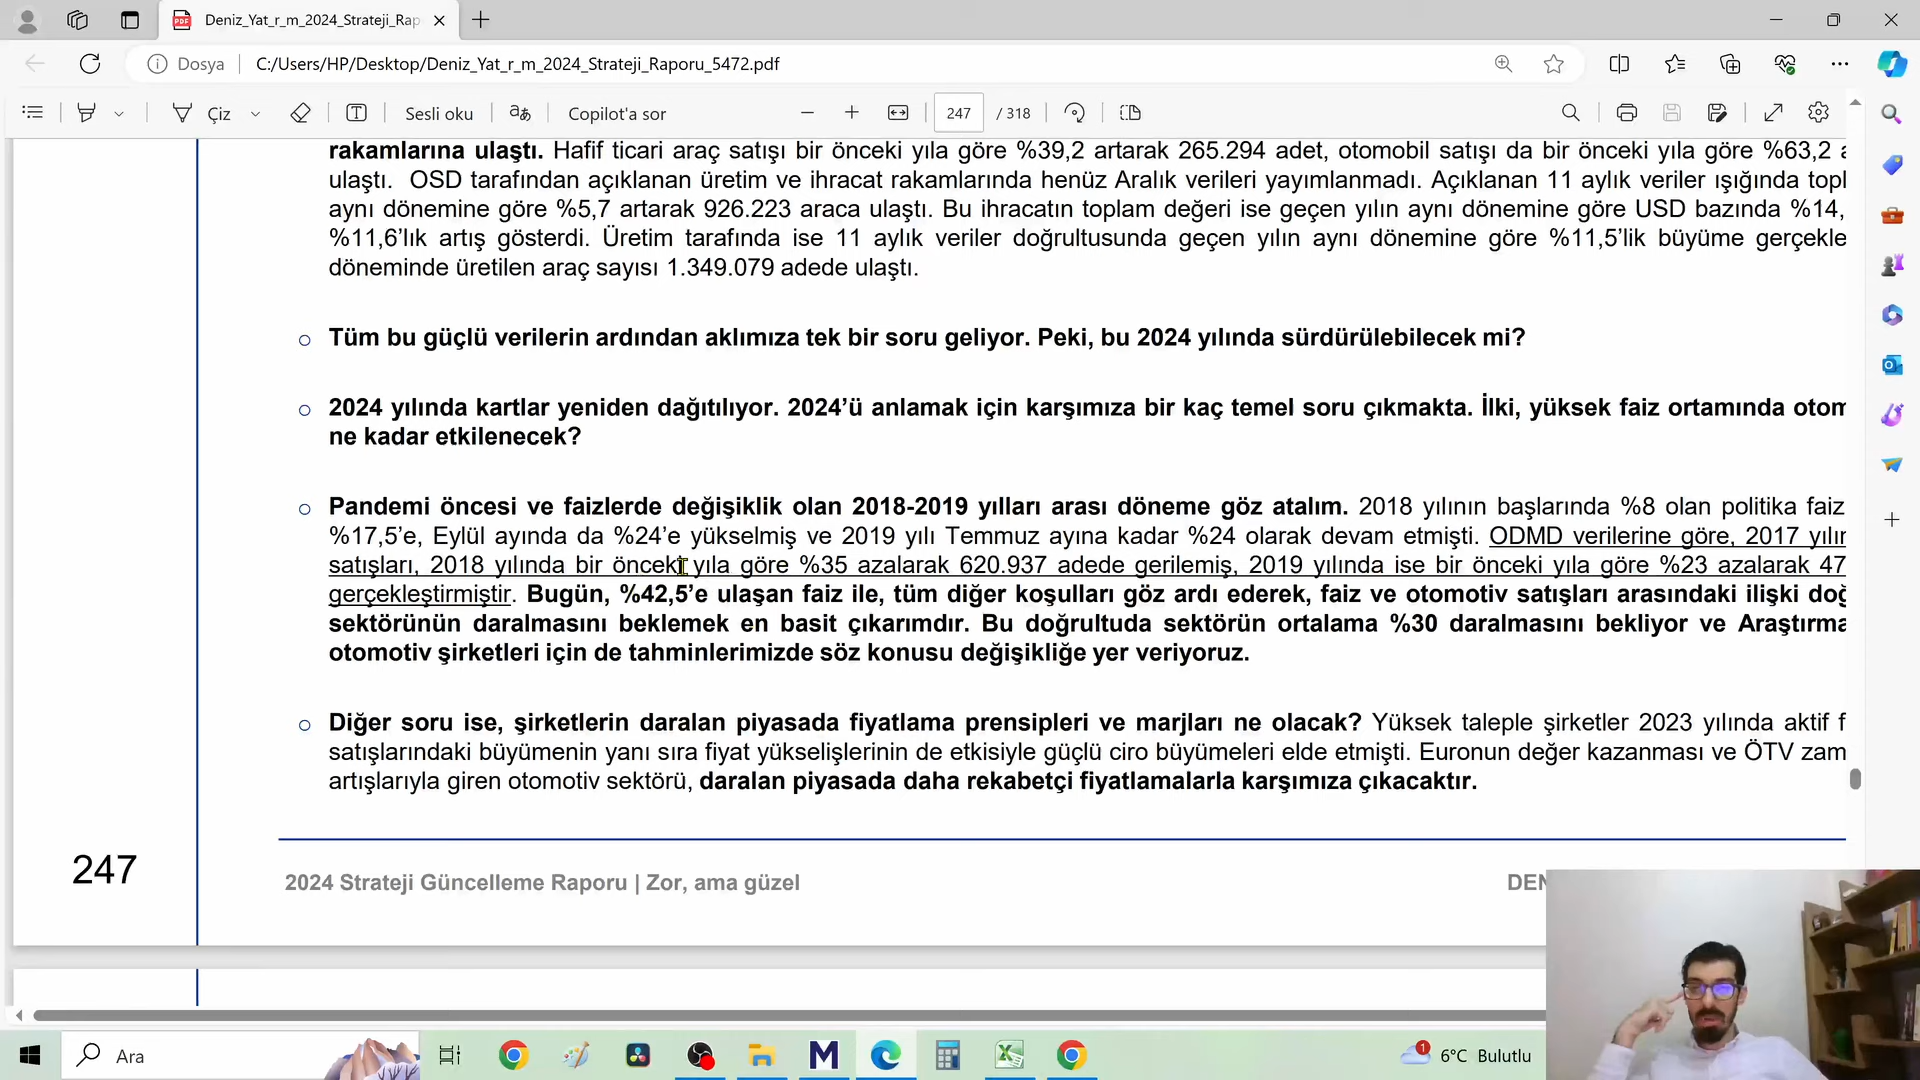 Deniz_Yat_r_m_2024_Strateji_Rap
Dosya
C:/Users/HP/Desktop/Deniz_Yat_r_m_2024_Strateji_Raporu_5472.pdf
Çiz
Sesli oku
Copilot'a sor
247 / 318
rakamlarına ulaştı. Hafif ticari araç satışı bir önceki yıla göre %39,2 artarak 265.294 adet, otomobil satışı da bir önceki yıla göre %63,2
ulaştı. OSD tarafından açıklanan üretim ve ihracat rakamlarında henüz Aralık verileri yayımlanmadı. Açıklanan 11 aylık veriler ışığında topl
aynı dönemine göre %5,7 artarak 926.223 araca ulaştı. Bu ihracatın toplam değeri ise geçen yılın aynı dönemine göre USD bazında %14,
%11,6’lık artış gösterdi. Üretim tarafında ise 11 aylık veriler doğrultusunda geçen yılın aynı dönemine göre %11,5’lik büyüme gerçekle
döneminde üretilen araç sayısı 1.349.079 adede ulaştı.
o Tüm bu güçlü verilerin ardından aklımıza tek bir soru geliyor. Peki, bu 2024 yılında sürdürülebilecek mi?
o 2024 yılında kartlar yeniden dağıtılıyor. 2024’ü anlamak için karşımıza bir kaç temel soru çıkmakta. İlki, yüksek faiz ortamında otom
ne kadar etkilenecek?
o Pandemi öncesi ve faizlerde değişiklik olan 2018-2019 yılları arası döneme göz atalım. 2018 yılının başlarında %8 olan politika faiz
%17,5’e, Eylül ayında da %24’e yükselmiş ve 2019 yılı Temmuz ayına kadar %24 olarak devam etmişti. ODMD verilerine göre, 2017 yılın
satışları, 2018 yılında bir önceki yıla göre %35 azalarak 620.937 adede gerilemiş, 2019 yılında ise bir önceki yıla göre %23 azalarak 47
gerçekleştirmiştir. Bugün, %42,5’e ulaşan faiz ile, tüm diğer koşulları göz ardı ederek, faiz ve otomotiv satışları arasındaki ilişki doğ
sektörünün daralmasını beklemek en basit çıkarımdır. Bu doğrultuda sektörün ortalama %30 daralmasını bekliyor ve Araştırma
otomotiv şirketleri için de tahminlerimizde söz konusu değişikliğe yer veriyoruz.
o Diğer soru ise, şirketlerin daralan piyasada fiyatlama prensipleri ve marjları ne olacak? Yüksek taleple şirketler 2023 yılında aktif f
satışlarındaki büyümenin yanı sıra fiyat yükselişlerinin de etkisiyle güçlü ciro büyümeleri elde etmişti. Euronun değer kazanması ve ÖTV zam
artışlarıyla giren otomotiv sektörü, daralan piyasada daha rekabetçi fiyatlamalarla karşımıza çıkacaktır.
247
2024 Strateji Güncelleme Raporu | Zor, ama güzel
DEN
Ara
1
6°C Bulutlu